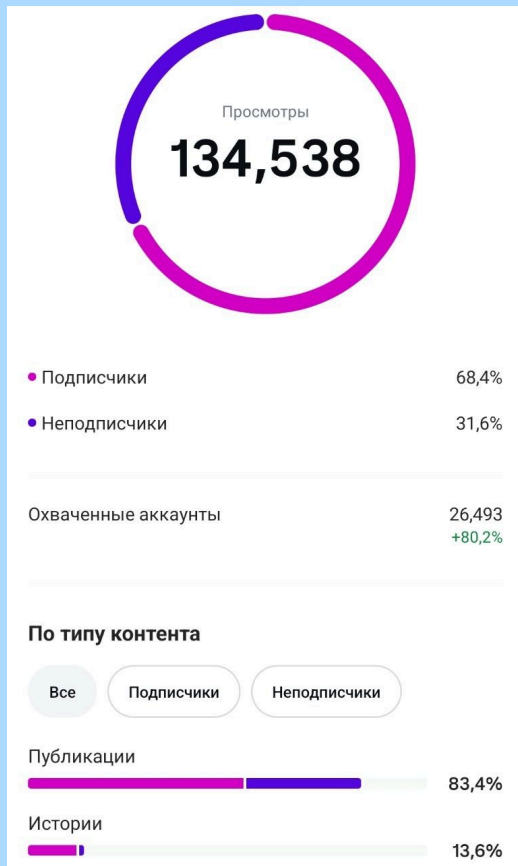 Просмотры
134,538
Подписчики 68,4%
Неподписчики 31,6%
Охваченные аккаунты 26,493
+80,2%
По типу контента
Все Подписчики Неподписчики
Публикации
83,4%
Истории
13,6%